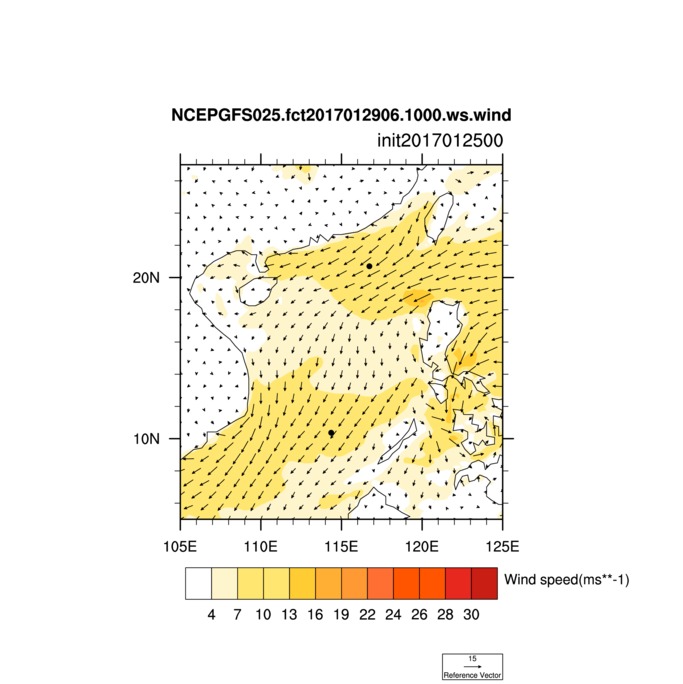 NCEPGFS025.fct2017012906.1000.ws.wind
init2017012500
20N
10N
105E 110E 115E 120E 125E
Wind speed(ms**-1)
4 7 10 13 16 19 22 24 26 28 30
15
Reference Vector